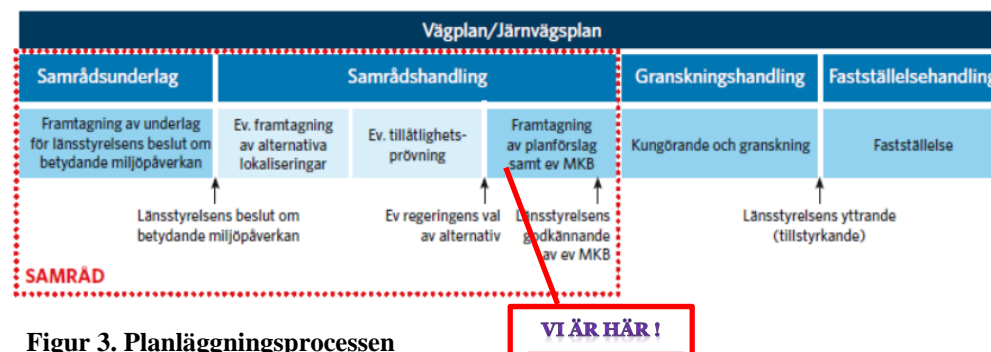 Vägplan/Järnvägsplan
Samrådsunderlag
Samrådshandling
Granskningshandling
Fastställelsehandling
Framtagning av underlag
för länsstyrelsens beslut om
betydande miljöpåverkan
Ev. framtagning
av alternativa
lokaliseringar
Ev. tillåtlighets-
prövning
Framtagning
av planförslag
samt ev MKB
Kungörande och granskning
Fastställelse
Länsstyrelsens beslut om
betydande miljöpåverkan
Ev regeringens val
av alternativ
Länsstyrelsens
godkännande
av ev MKB
Länsstyrelsens yttrande
(tillstyrkande)
SAMRÅD
VI ÄR HÄR !
Figur 3. Planläggningsprocessen